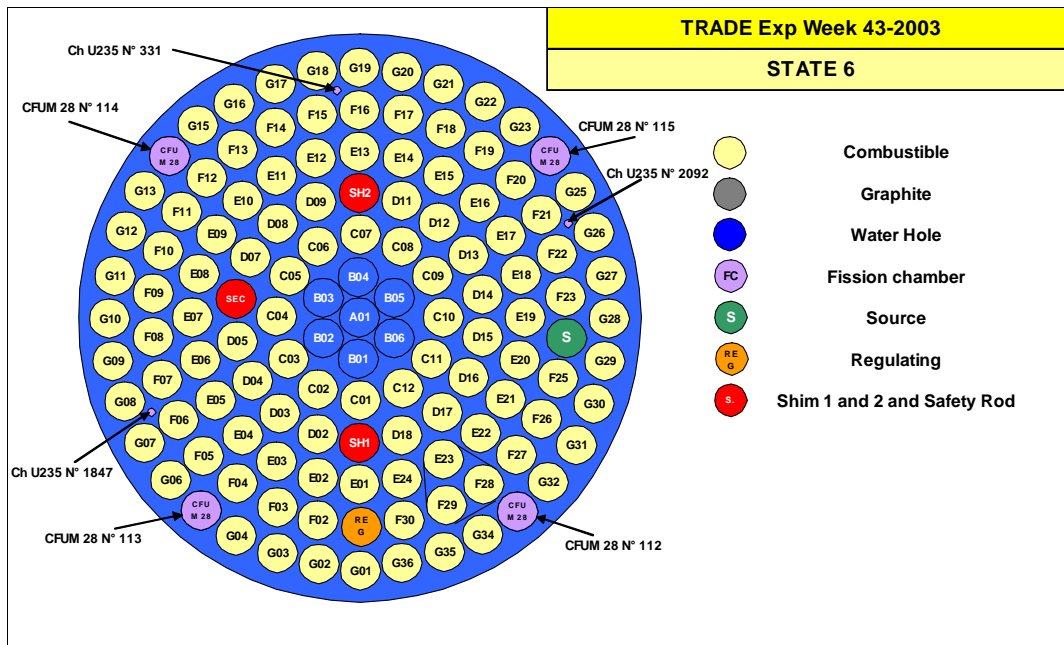 TRADE Exp Week 43-2003
STATE 6
Ch U235 N° 331
CFUM 28 N° 114
CFUM 28 N° 115
Ch U235 N° 2092
Ch U235 N° 1847
CFUM 28 N° 113
CFUM 28 N° 112
Combustible
Graphite
Water Hole
FC
Fission chamber
S
Source
RE
G
Regulating
S.
Shim 1 and 2 and Safety Rod
G18 G19 G20
G17 G21
G16 G22
F15 F16 F17
G15 F14 F18 G23
CFU
M 28
F13 E12 E13 E14 F19
CFU
M 28
G13 F12 E11 E15 F20 G25
D09 SH2 D11
F11 E10 E16 F21
G12 E09 D08 D12 E17 G26
F10 C06 C07 C08 F22
D07 D13
G11 E08 C05 B04 C09 E18 G27
F09 SEC B03 B05 D14 F23
G10 E07 C04 A01 C10 E19 G28
F08 D05 B02 B06 D15 S
G09 E06 C03 B01 C11 E20 G29
F07 D04 C02 C12 D16 F25
G08 E05 C01 E21 G30
F06 D03 D17 F26
G07 E04 D02 SH1 D18 E22 G31
F05 E03 E23 F27
G06 F04 E02 E01 E24 F28 G32
CFU
M 28
F03 F29
CFU
M 28
F02 RE
G
F30
G04 G34
G03 G35
G02 G01 G36